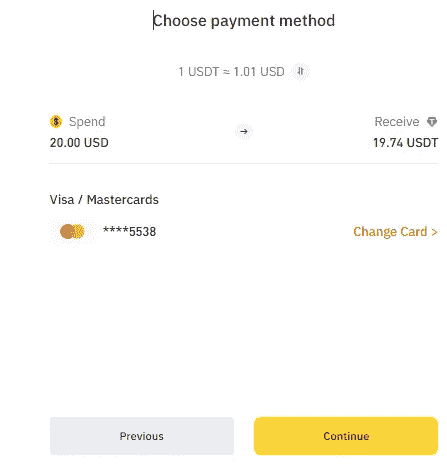 Choose payment method
1 USDT ≈ 1.01 USD
Spend Receive
20.00 USD 19.74 USDT
Visa / Mastercards
****5538 Change Card >
Previous Continue